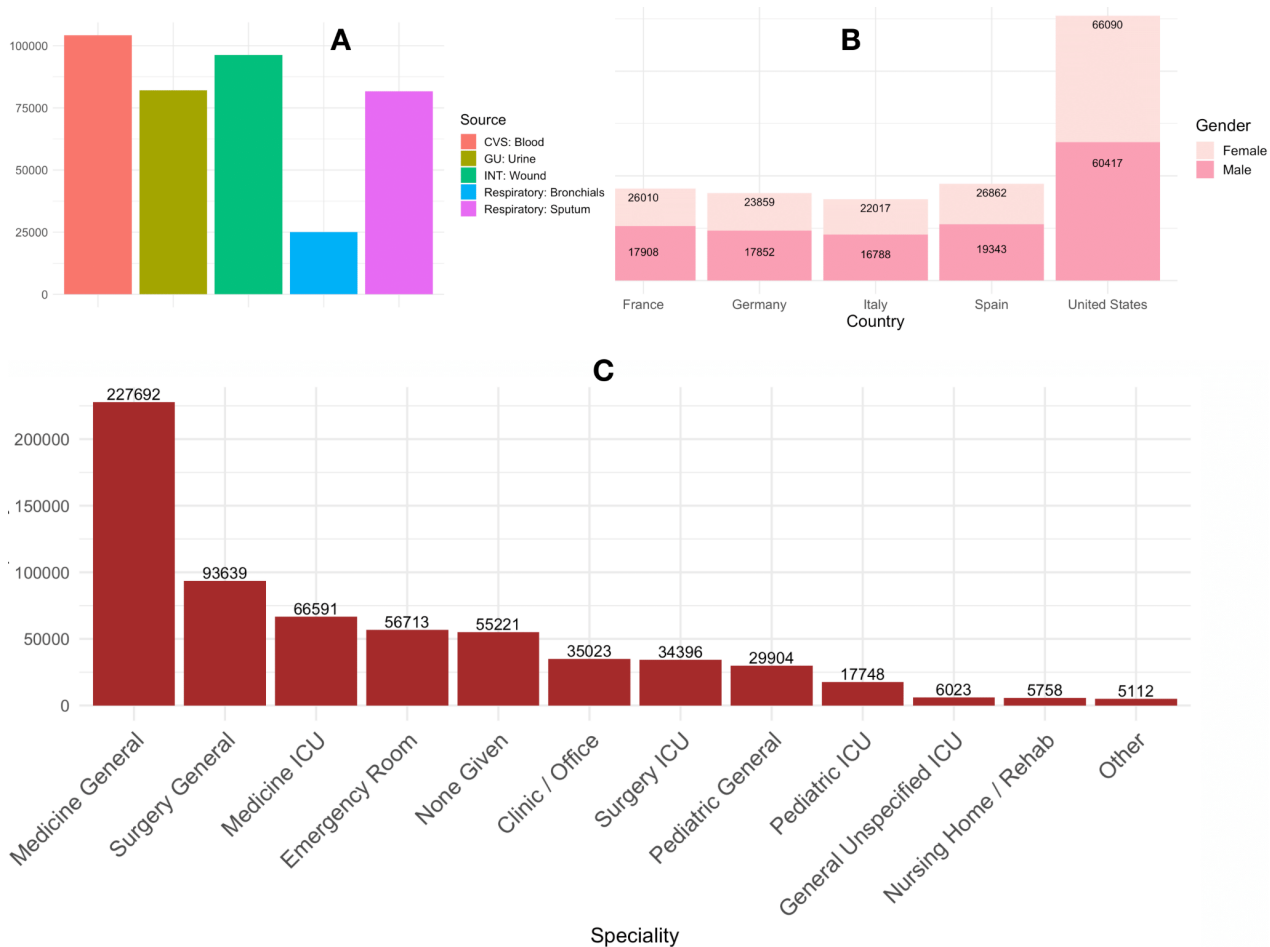 A
100000
75000
50000
25000
0
Source
CVS: Blood
GU: Urine
INT: Wound
Respiratory: Bronchials
Respiratory: Sputum
B
66090
60417
26010
23859
22017
26862
17908
17852
16788
19343
France Germany Italy Spain United States
Country
Gender
Female
Male
C
227692
200000
150000
100000
50000
0
93639
66591
56713
55221
35023
34396
29904
17748
6023
5758
5112
Medicine General
Surgery General
Medicine ICU
Emergency Room
None Given
Clinic / Office
Surgery ICU
Pediatric General
Pediatric ICU
General Unspecified ICU
Nursing Home / Rehab
Other
Speciality